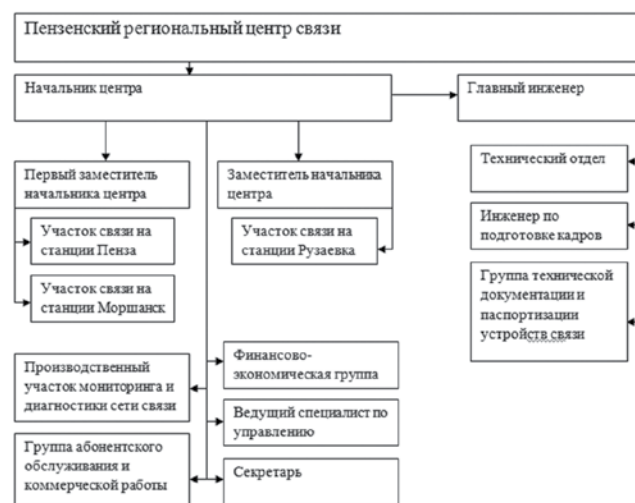 Пензенский региональный центр связи
Начальник центра
Главный инженер
Первый заместитель
начальника центра
Заместитель начальника
центра
Технический отдел
Участок связи на
станции Пенза
Участок связи на
станции Рузаевка
Инженер по
подготовке кадров
Участок связи на
станции Моршанск
Группа технической
документации и
паспортизации
устройств связи
Производственный
участок мониторинга и
диагностики сети связи
Финансово-
экономическая группа
Ведущий специалист по
управлению
Группа абонентского
обслуживания и
коммерческой работы
Секретарь